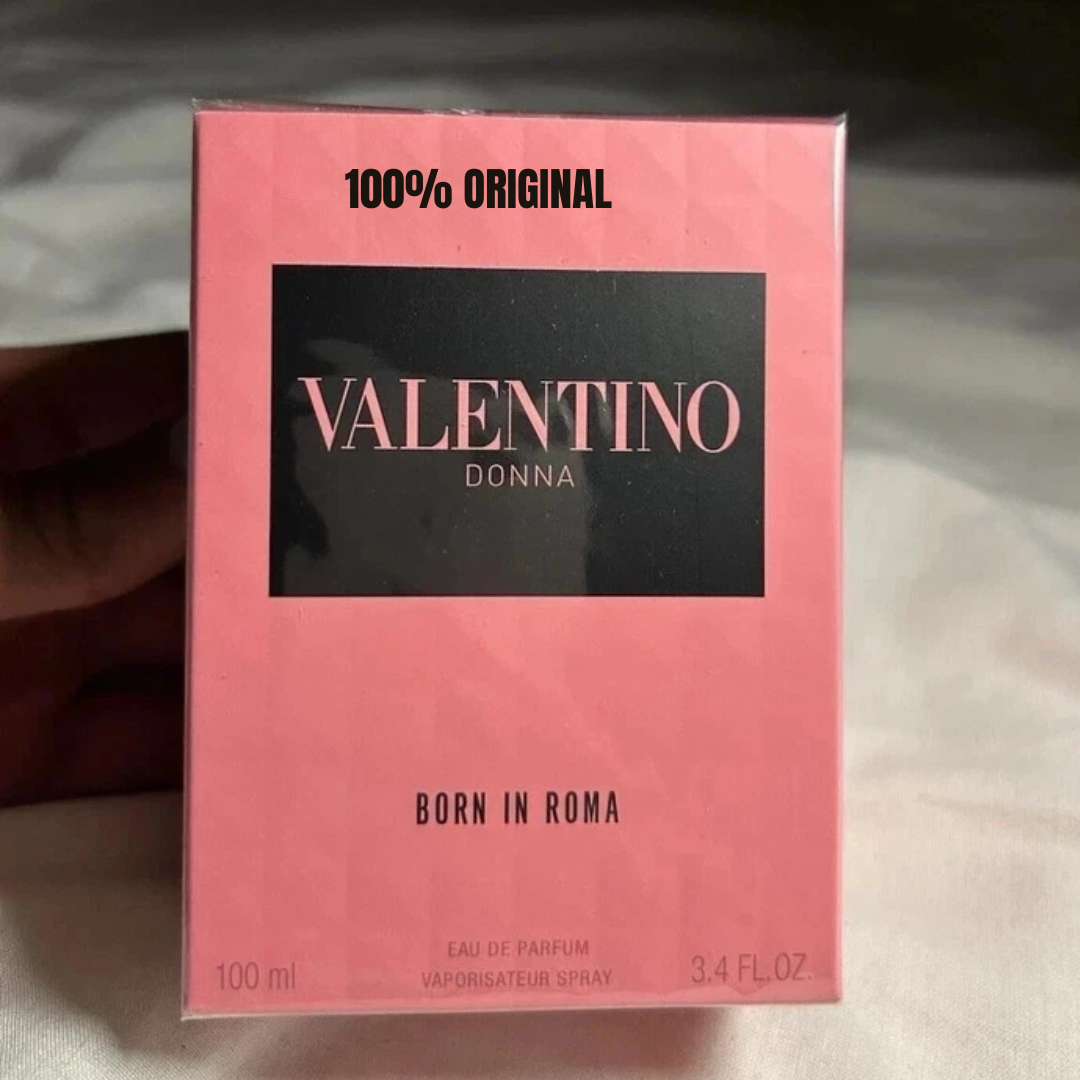 100% ORIGINAL
VALENTINO
DONNA
BORN IN ROMA
EAU DE PARFUM
100 ml VAPORISATEUR SPRAY 3.4 FL.OZ.